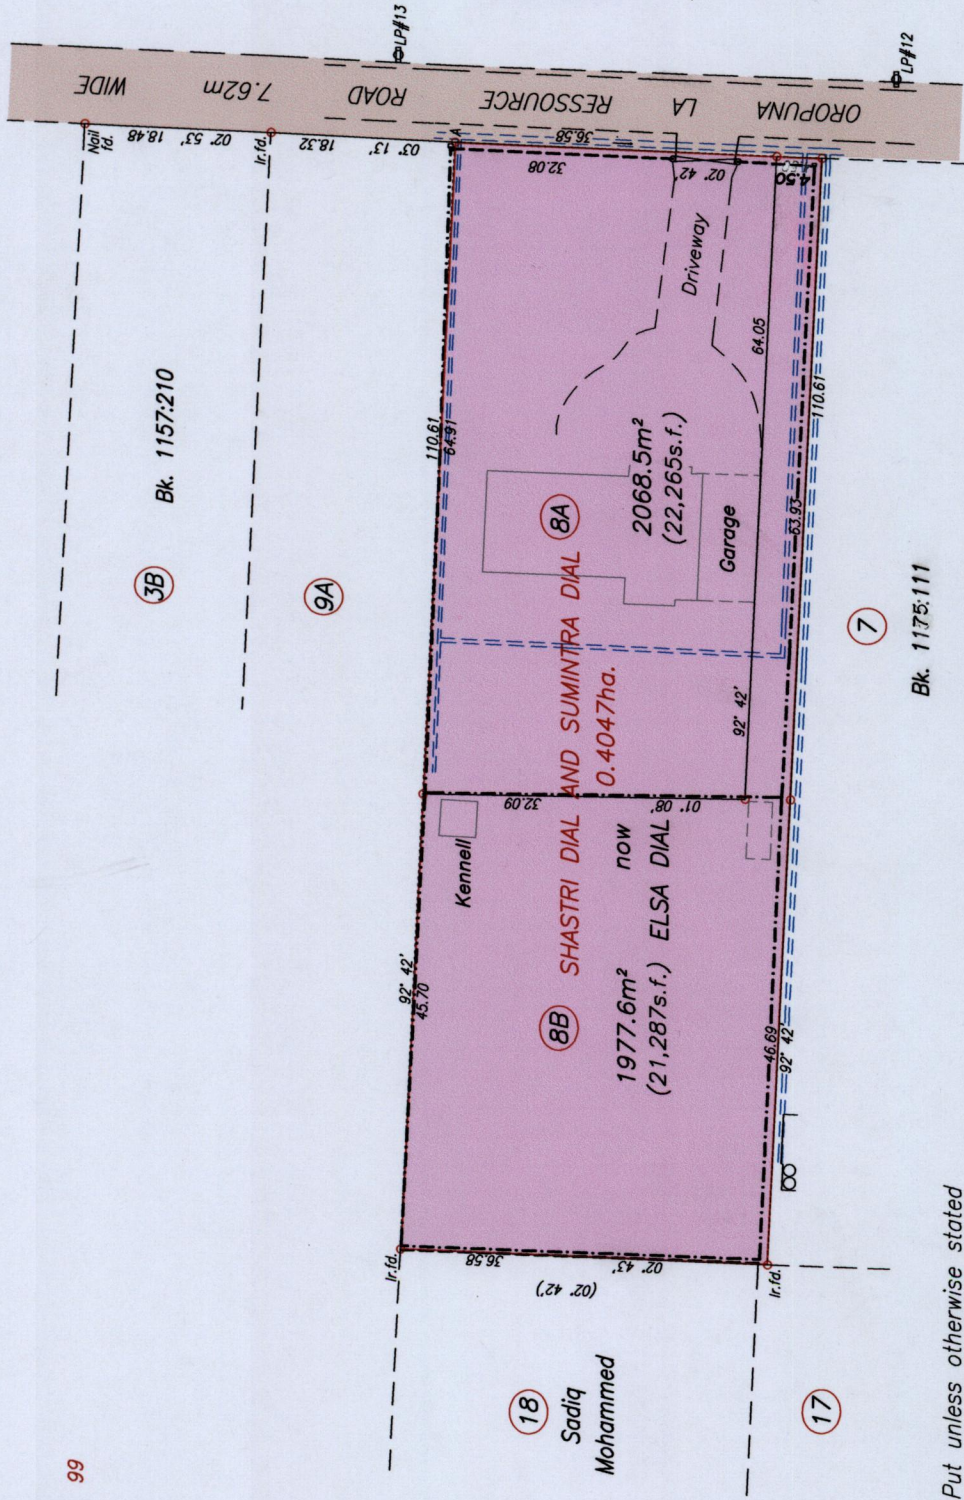 99
3B
Bk. 1157:210
9A
Nail
fd.
18.48
02° 53'
Ir.fd.
18.32
03° 13'
WIDE
7.62m
ROAD
RESSOURCE
LA
OROPUNA
LP#13
LP#12
A
36.58
32.08
02° 42'
4.50
Driveway
110.61
64.91
64.05
63.93
110.61
92° 42'
8A
2068.5m²
(22,265s.f.)
Garage
SHASTRI DIAL AND SUMINTRA DIAL
0.4047ha.
32.09
01° 08'
Kennell
8B
now
1977.6m²
(21,287s.f.) ELSA DIAL
92° 42'
45.70
46.69
92° 42'
Ir.fd.
36.58
02° 43'
(02° 42')
Ir.fd.
18
Sadiq
Mohammed
17
7
Bk. 1175:111
Put unless otherwise stated